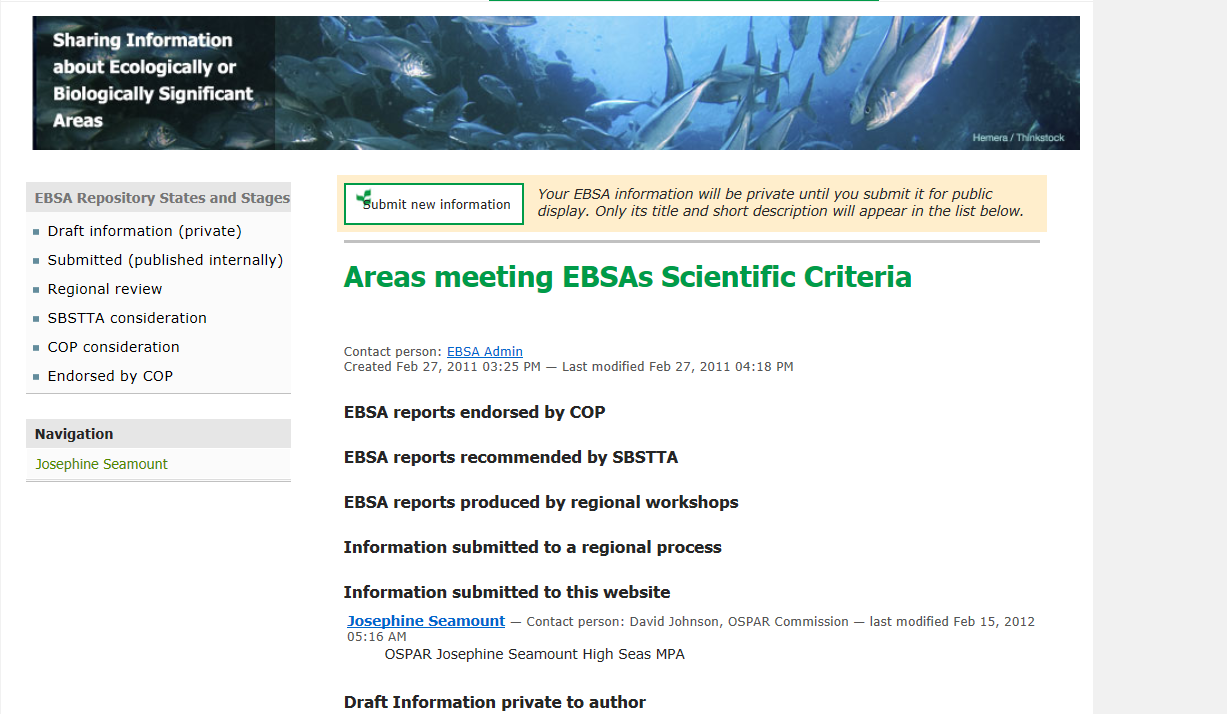 Sharing Information
about Ecologically or
Biologically Significant
Areas
Hemera / Thinkstock
EBSA Repository States and Stages
Draft information (private)
Submitted (published internally)
Regional review
SBSTTA consideration
COP consideration
Endorsed by COP
Navigation
Josephine Seamount
Submit new information
Your EBSA information will be private until you submit it for public
display. Only its title and short description will appear in the list below.
Areas meeting EBSAs Scientific Criteria
Contact person: EBSA Admin
Created Feb 27, 2011 03:25 PM — Last modified Feb 27, 2011 04:18 PM
EBSA reports endorsed by COP
EBSA reports recommended by SBSTTA
EBSA reports produced by regional workshops
Information submitted to a regional process
Information submitted to this website
Josephine Seamount — Contact person: David Johnson, OSPAR Commission — last modified Feb 15, 2012
05:16 AM
OSPAR Josephine Seamount High Seas MPA
Draft Information private to author